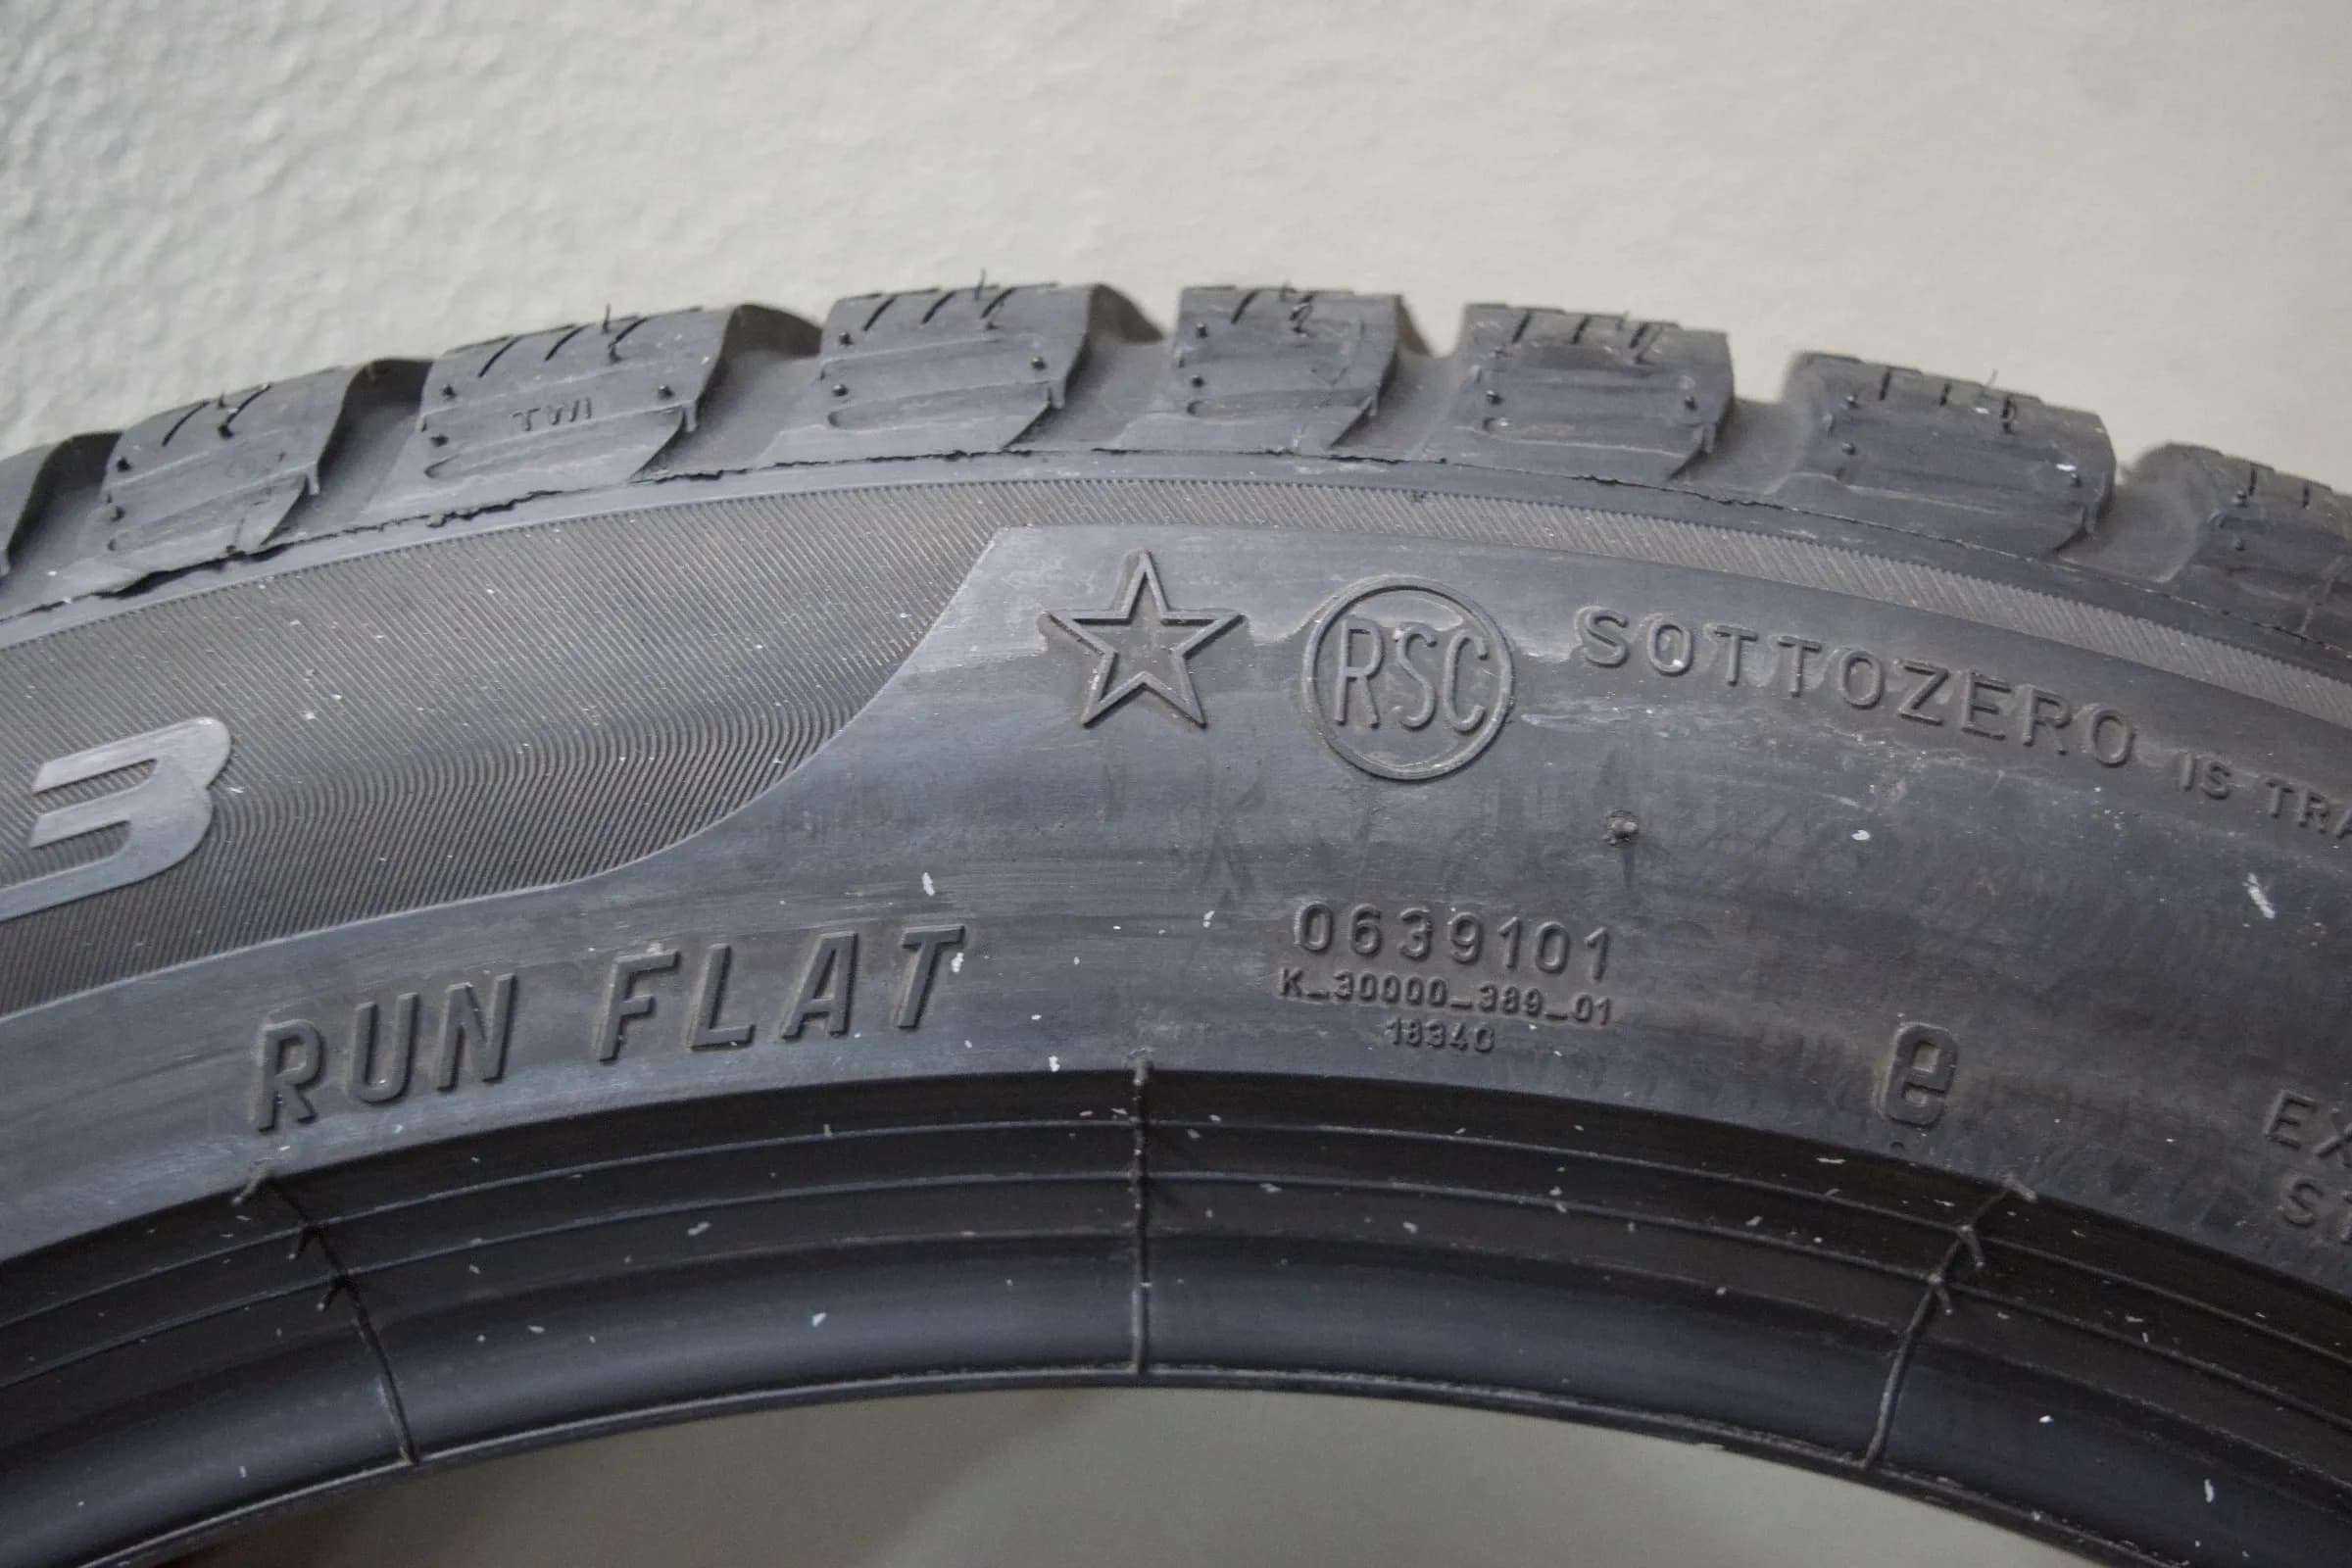 TWI
3
RSC
SOTTOZERO IS TRA
RUN FLAT
0639101
K_30000_389_01
18340
e
EX
S